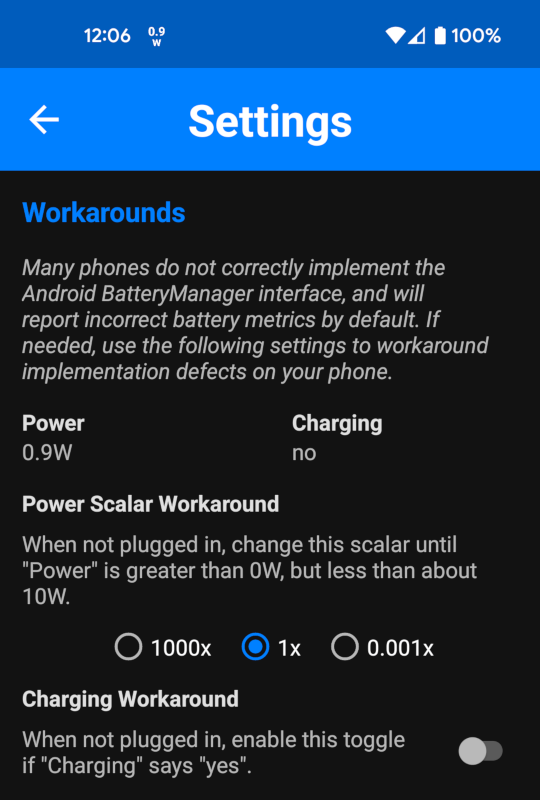 12:06 0.9 W 100%
Settings
Workarounds
Many phones do not correctly implement the
Android BatteryManager interface, and will
report incorrect battery metrics by default. If
needed, use the following settings to workaround
implementation defects on your phone.
Power Charging
0.9W no
Power Scalar Workaround
When not plugged in, change this scalar until
"Power" is greater than 0W, but less than about
10W.
1000x 1x 0.001x
Charging Workaround
When not plugged in, enable this toggle
if "Charging" says "yes".